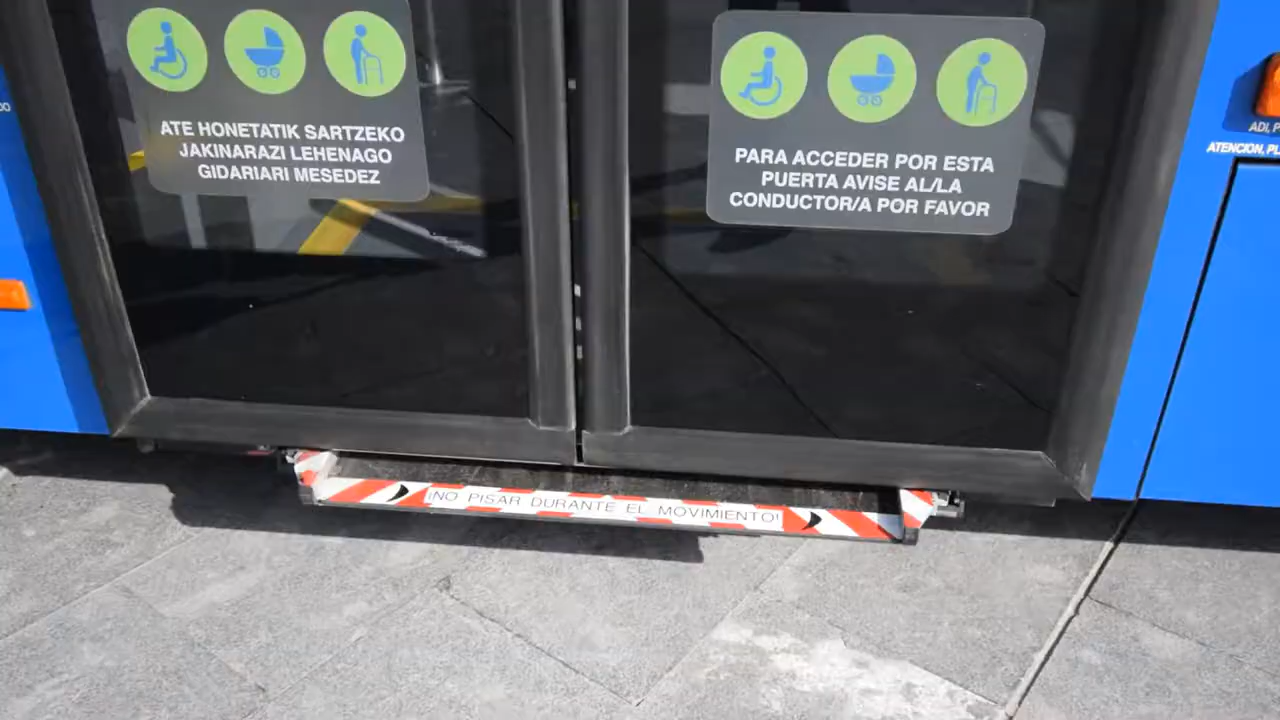 ATE HONETATIK SARTZEKO
JAKINARAZI LEHENAGO
GIDARIARI MESEDEZ
PARA ACCEDER POR ESTA
PUERTA AVISE AL/LA
CONDUCTOR/A POR FAVOR
ADI,
ATENCION,
¡NO PISAR DURANTE EL MOVIMIENTO!